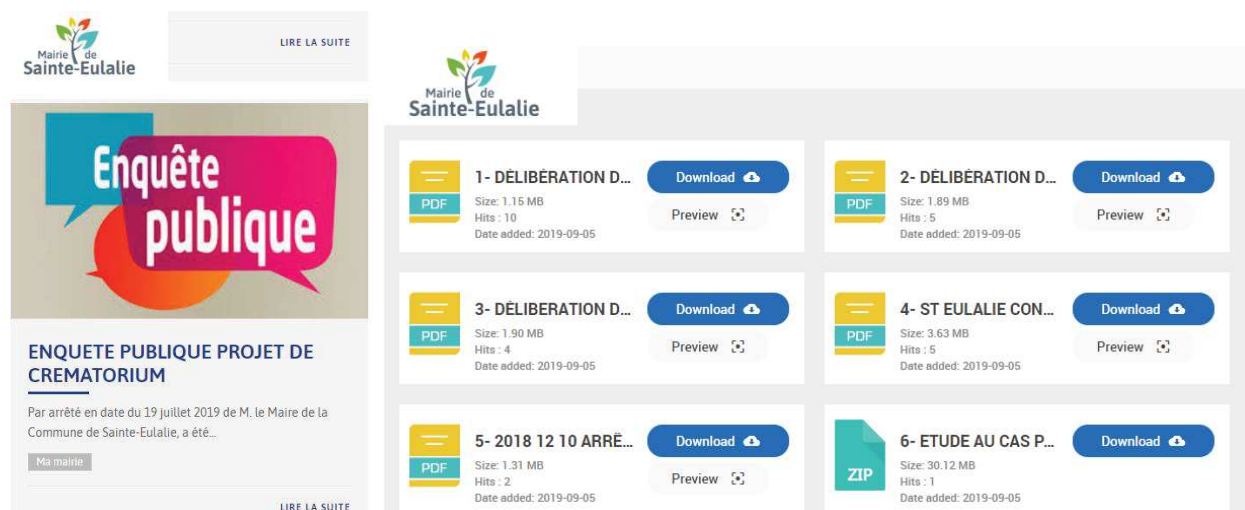 Mairie de
Sainte-Eulalie
LIRE LA SUITE
Enquête
publique
ENQUETE PUBLIQUE PROJET DE
CREMATORIUM
Par arrêté en date du 19 juillet 2019 de M. le Maire de la
Commune de Sainte-Eulalie, a été...
Ma mairie
LIRE LA SUITE
Mairie de
Sainte-Eulalie
PDF
1- DÉLIBÉRATION D...
Size: 1.15 MB
Hits : 10
Date added: 2019-09-05
Download
Preview
PDF
2- DÉLIBÉRATION D...
Size: 1.89 MB
Hits : 5
Date added: 2019-09-05
Download
Preview
PDF
3- DÉLIBERATION D...
Size: 1.90 MB
Hits : 4
Date added: 2019-09-05
Download
Preview
PDF
4- ST EULALIE CON...
Size: 3.63 MB
Hits : 5
Date added: 2019-09-05
Download
Preview
PDF
5- 2018 12 10 ARRÊ...
Size: 1.31 MB
Hits : 2
Date added: 2019-09-05
Download
Preview
ZIP
6- ETUDE AU CAS P...
Size: 30.12 MB
Hits : 1
Date added: 2019-09-05
Download